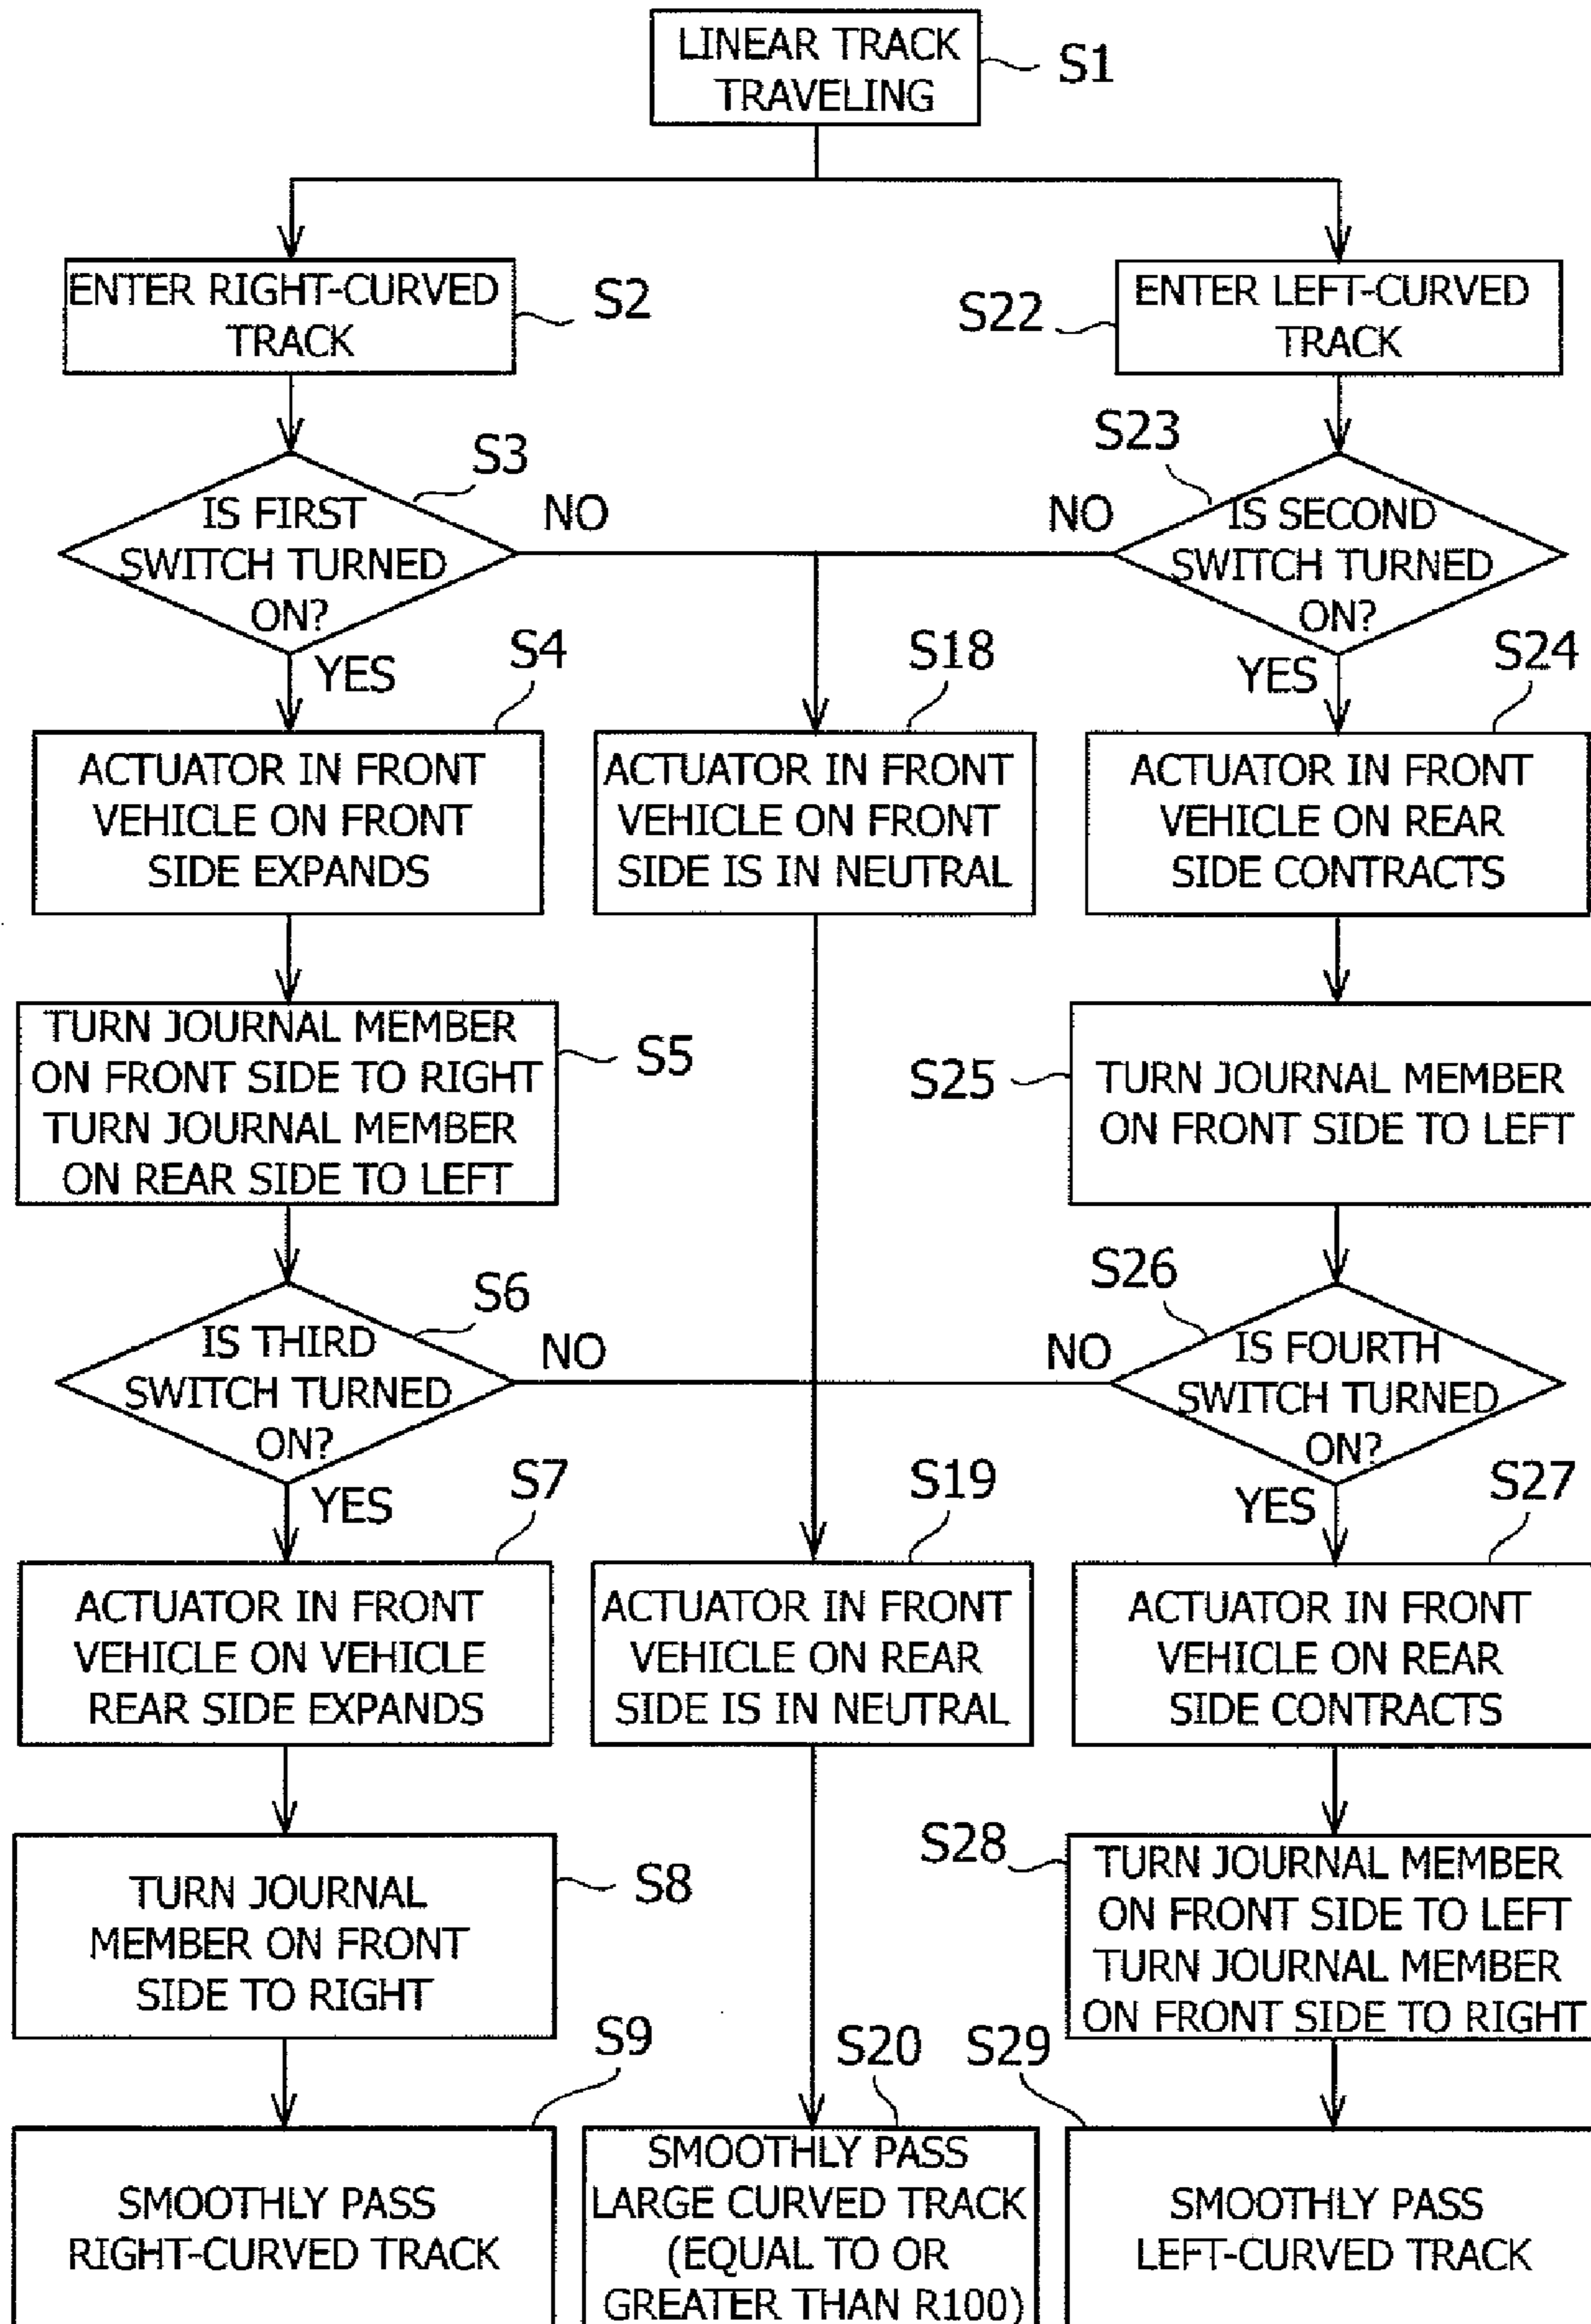 LINEAR TRACK
TRAVELING
S1
ENTER RIGHT-CURVED
TRACK
S2
S22
ENTER LEFT-CURVED
TRACK
S3
IS FIRST
SWITCH TURNED
ON?
NO
YES
S23
NO
IS SECOND
SWITCH TURNED
ON?
YES
S4
ACTUATOR IN FRONT
VEHICLE ON FRONT
SIDE EXPANDS
S18
ACTUATOR IN FRONT
VEHICLE ON FRONT
SIDE IS IN NEUTRAL
S24
ACTUATOR IN FRONT
VEHICLE ON REAR
SIDE CONTRACTS
TURN JOURNAL MEMBER
ON FRONT SIDE TO RIGHT
TURN JOURNAL MEMBER
ON REAR SIDE TO LEFT
S5
S25
TURN JOURNAL MEMBER
ON FRONT SIDE TO LEFT
S6
IS THIRD
SWITCH TURNED
ON?
NO
YES
S26
NO
IS FOURTH
SWITCH TURNED
ON?
YES
S7
ACTUATOR IN FRONT
VEHICLE ON VEHICLE
REAR SIDE EXPANDS
S19
ACTUATOR IN FRONT
VEHICLE ON REAR
SIDE IS IN NEUTRAL
S27
ACTUATOR IN FRONT
VEHICLE ON REAR
SIDE CONTRACTS
TURN JOURNAL
MEMBER ON FRONT
SIDE TO RIGHT
S8
S28
TURN JOURNAL MEMBER
ON FRONT SIDE TO LEFT
TURN JOURNAL MEMBER
ON FRONT SIDE TO RIGHT
S9
SMOOTHLY PASS
RIGHT-CURVED TRACK
S20
SMOOTHLY PASS
LARGE CURVED TRACK
(EQUAL TO OR
GREATER THAN R100)
S29
SMOOTHLY PASS
LEFT-CURVED TRACK